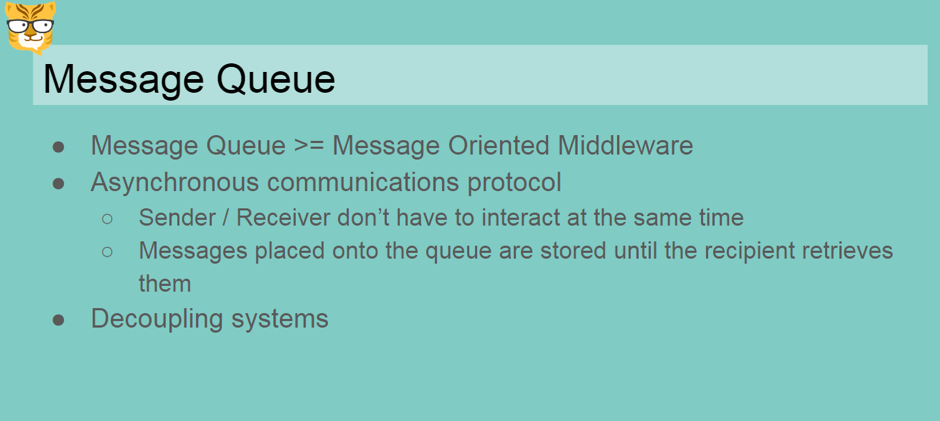 Message Queue
● Message Queue >= Message Oriented Middleware
● Asynchronous communications protocol
○ Sender / Receiver don’t have to interact at the same time
○ Messages placed onto the queue are stored until the recipient retrieves
them
● Decoupling systems